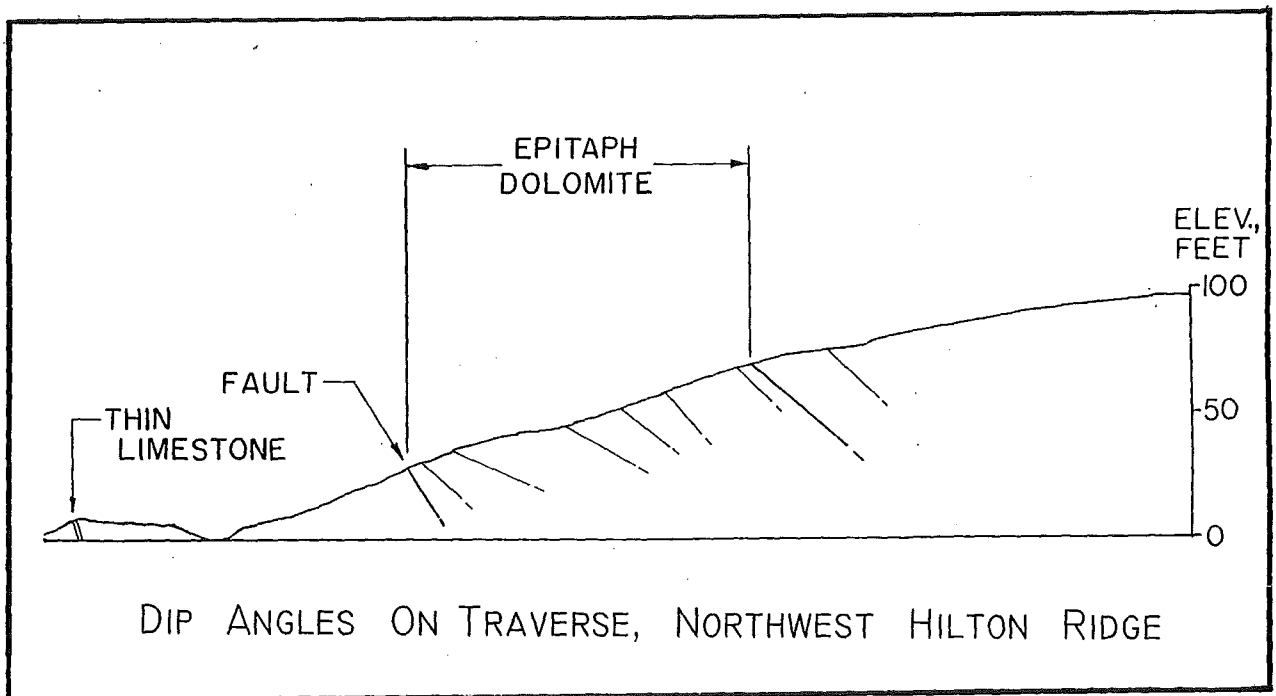 EPITAPH
DOLOMITE
ELEV.,
FEET
100
FAULT
50
THIN
LIMESTONE
0
DIP ANGLES ON TRAVERSE, NORTHWEST HILTON RIDGE